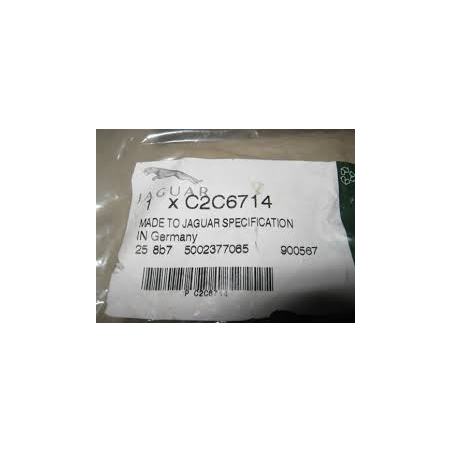 JAGUAR
1 x C2C6714
MADE TO JAGUAR SPECIFICATION
IN Germany
25 8b7 5002377065 900567
P C2C6714